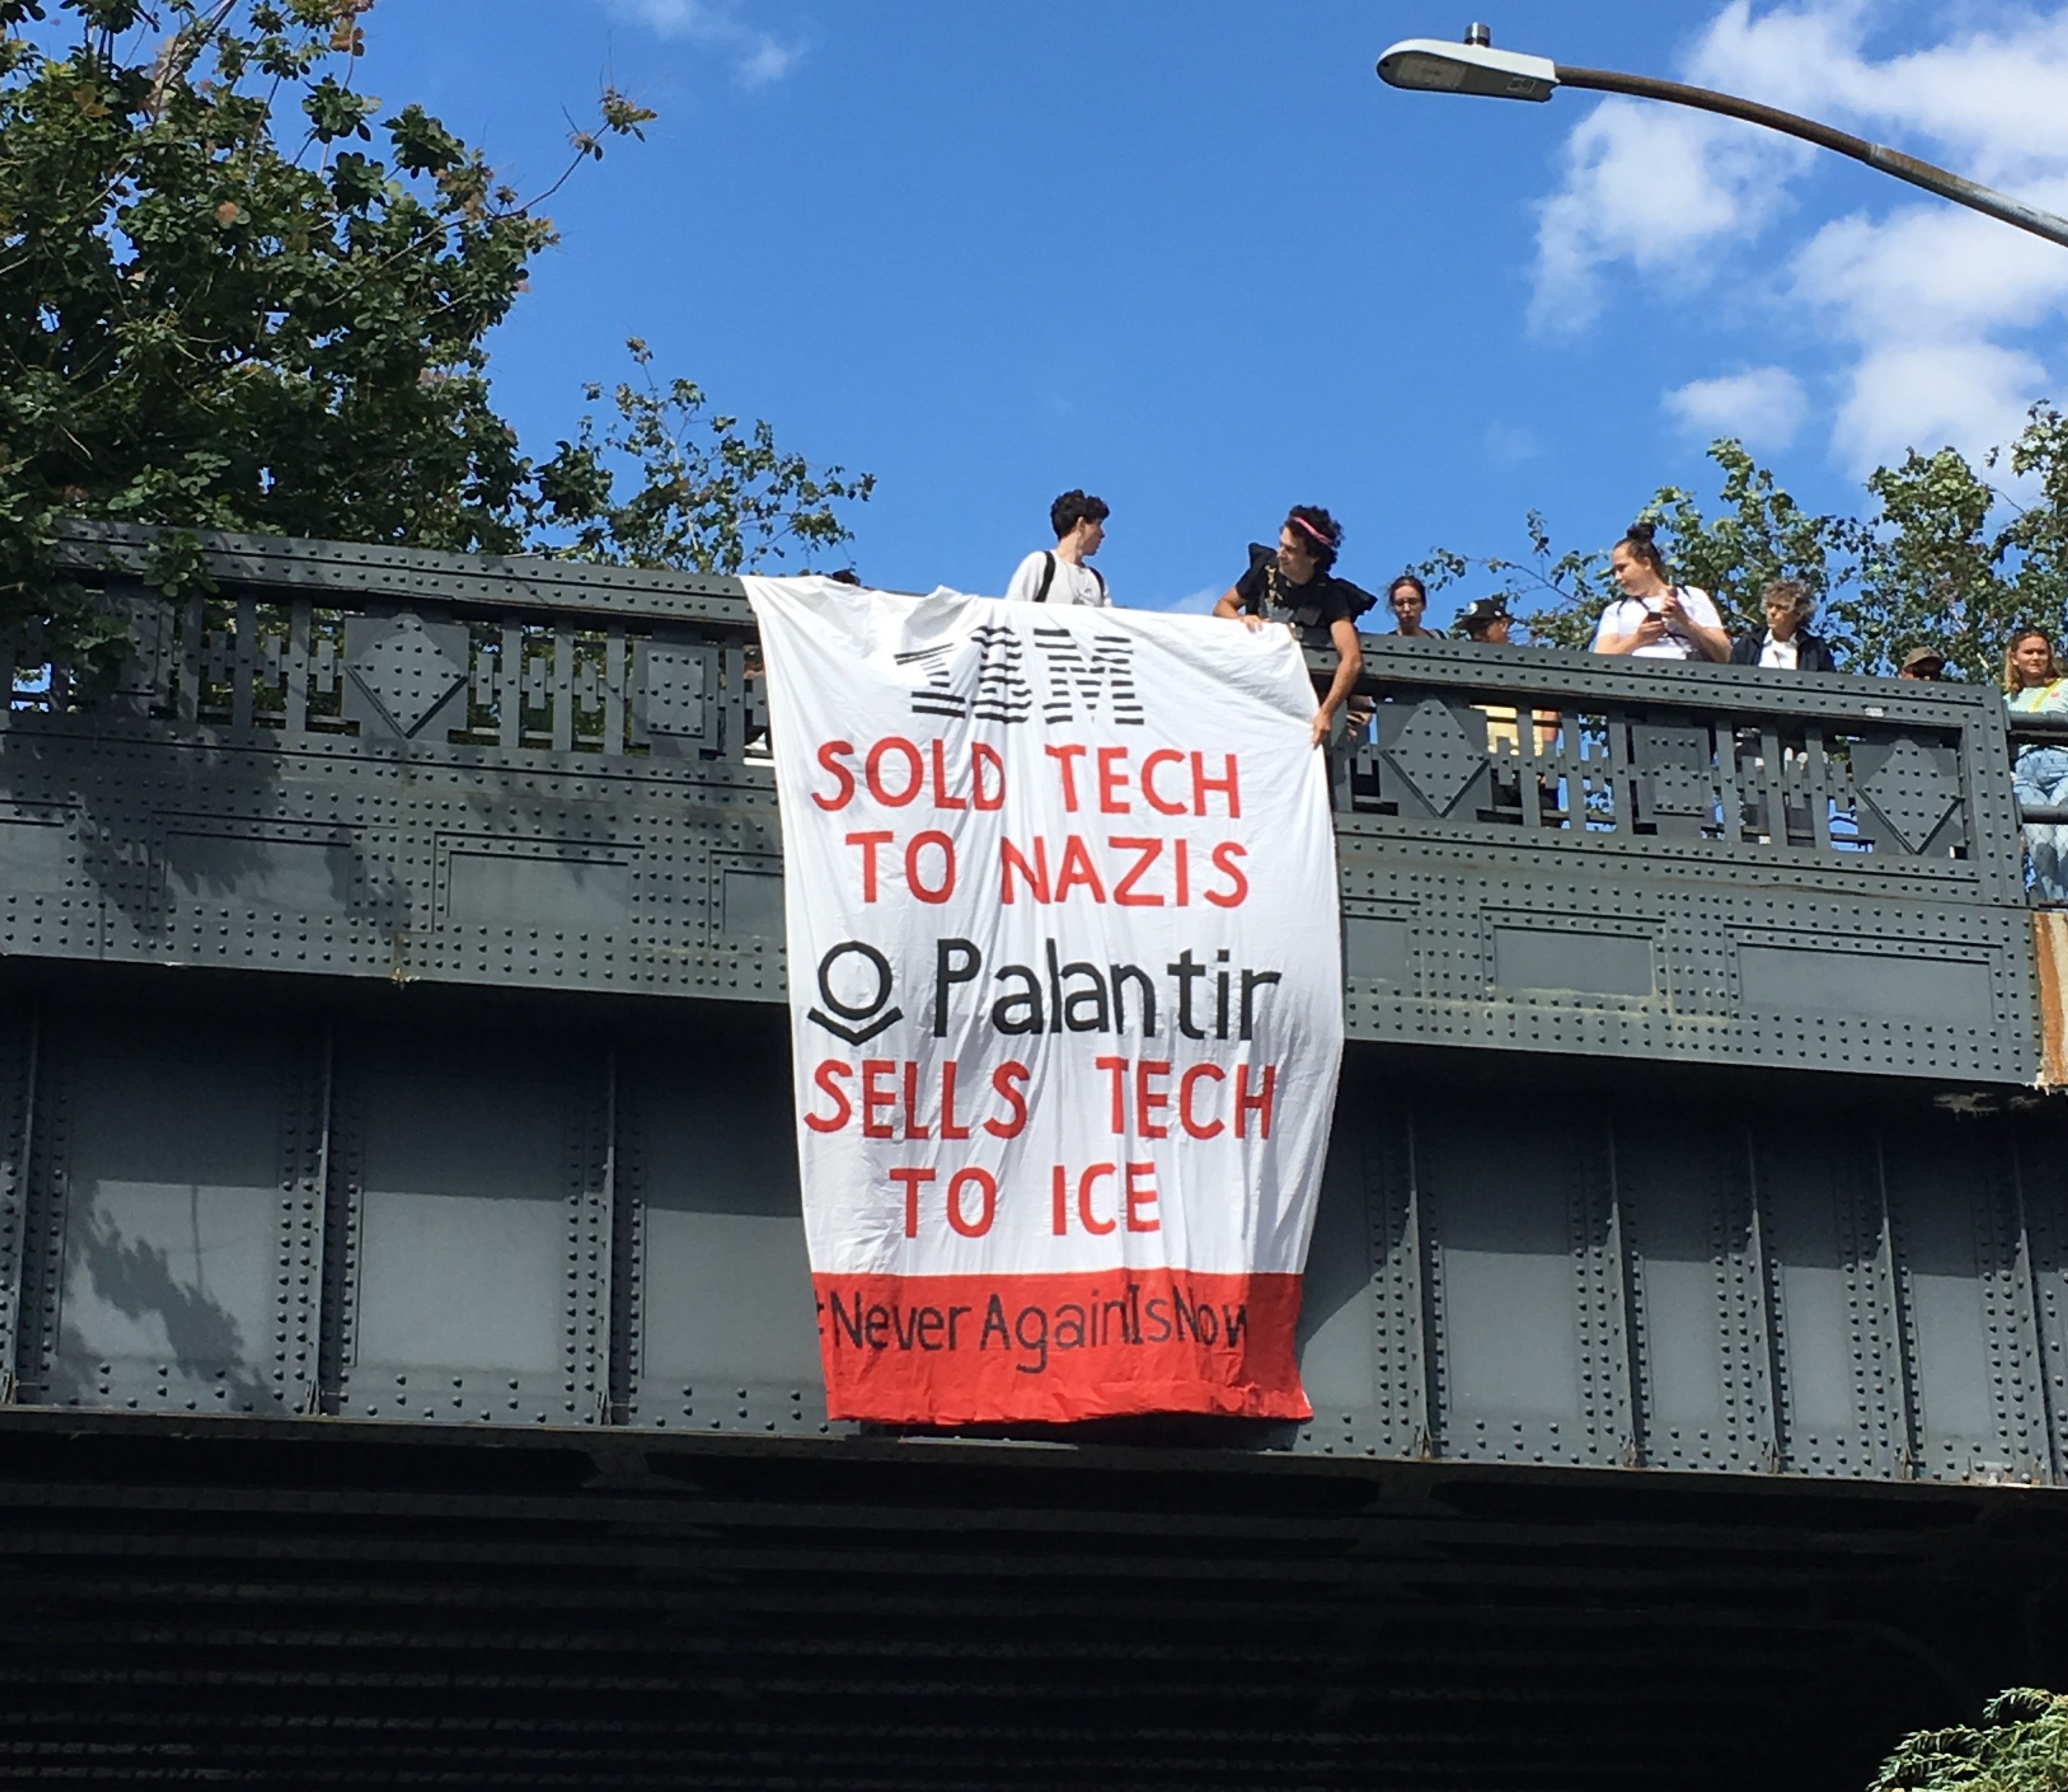 IBM
SOLD TECH
TO NAZIS
Palantir
SELLS TECH
TO ICE
#NeverAgainIsNow